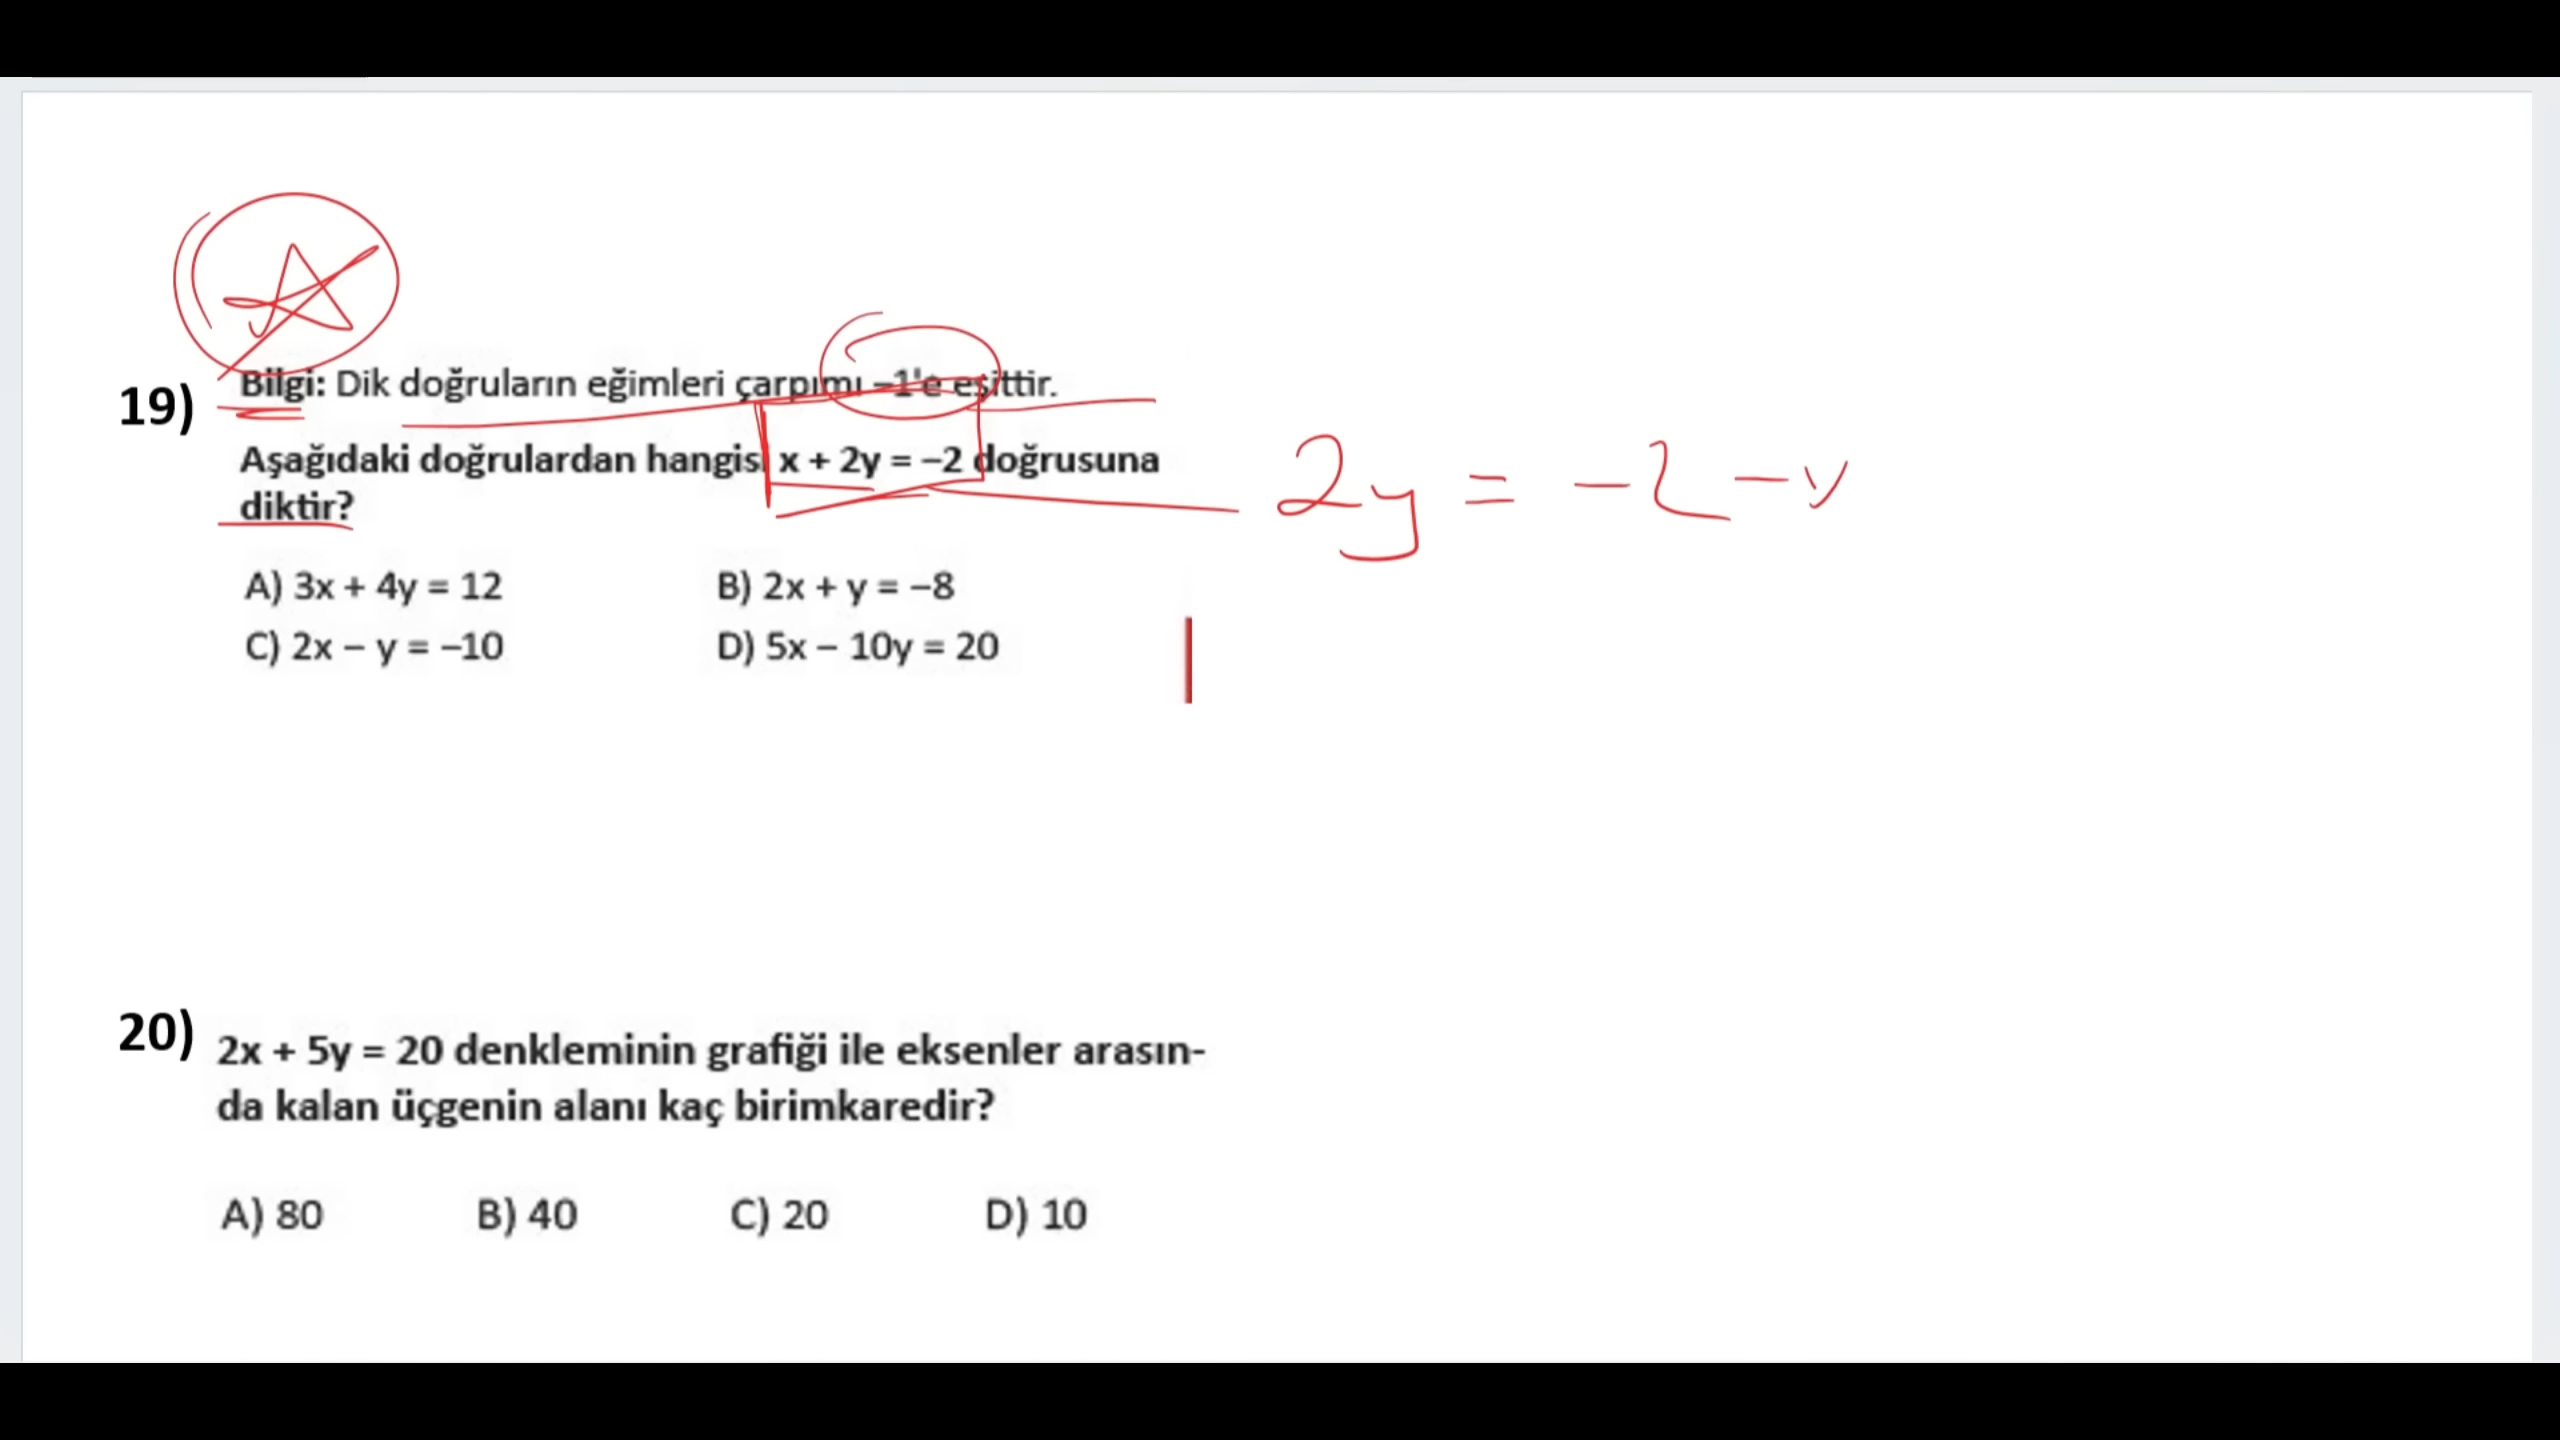 19) Bilgi: Dik doğruların eğimleri çarpımı –1'e eşittir.
Aşağıdaki doğrulardan hangisi x + 2y = –2 doğrusuna
diktir?
2y = -2 -
A) 3x + 4y = 12 B) 2x + y = –8
C) 2x – y = –10 D) 5x – 10y = 20
20) 2x + 5y = 20 denkleminin grafiği ile eksenler arasın-
da kalan üçgenin alanı kaç birimkaredir?
A) 80 B) 40 C) 20 D) 10